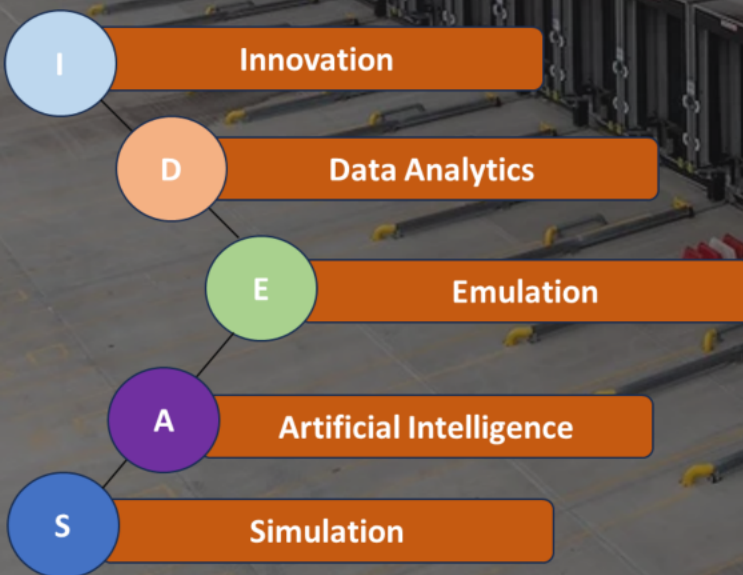 I
Innovation
D
Data Analytics
E
Emulation
A
Artificial Intelligence
S
Simulation